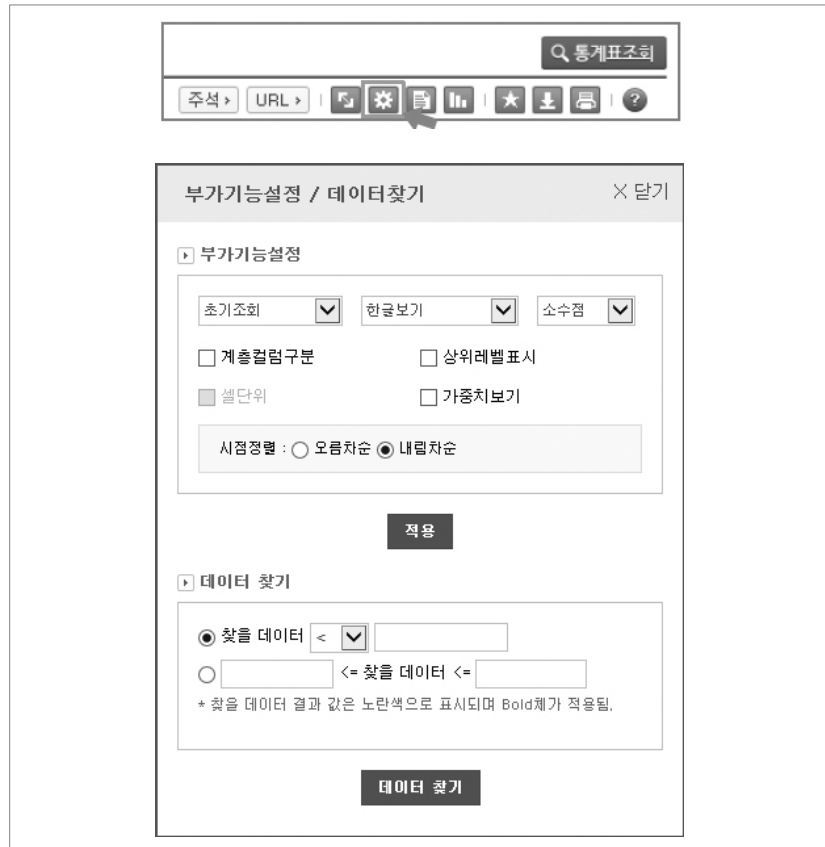 통계표조회
주석 › URL › ?
부가기능설정 / 데이터찾기 × 닫기
부가기능설정
초기조회 한글보기 소수점
계층컬럼구분 상위레벨표시
셀단위 가중치보기
시점정렬 : 오름차순 내림차순
적용
데이터 찾기
찾을 데이터 <
<= 찾을 데이터 <=
* 찾을 데이터 결과 값은 노란색으로 표시되며 Bold체가 적용됨.
데이터 찾기